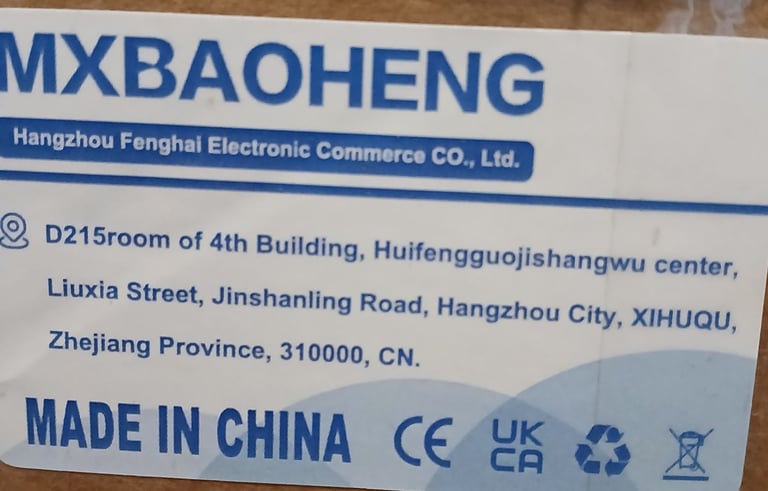 MXBAOHENG
Hangzhou Fenghai Electronic Commerce CO., Ltd.
D215room of 4th Building, Huifengguojishangwu center,
Liuxia Street, Jinshanling Road, Hangzhou City, XIHUQU,
Zhejiang Province, 310000, CN.
MADE IN CHINA CE UK
CA